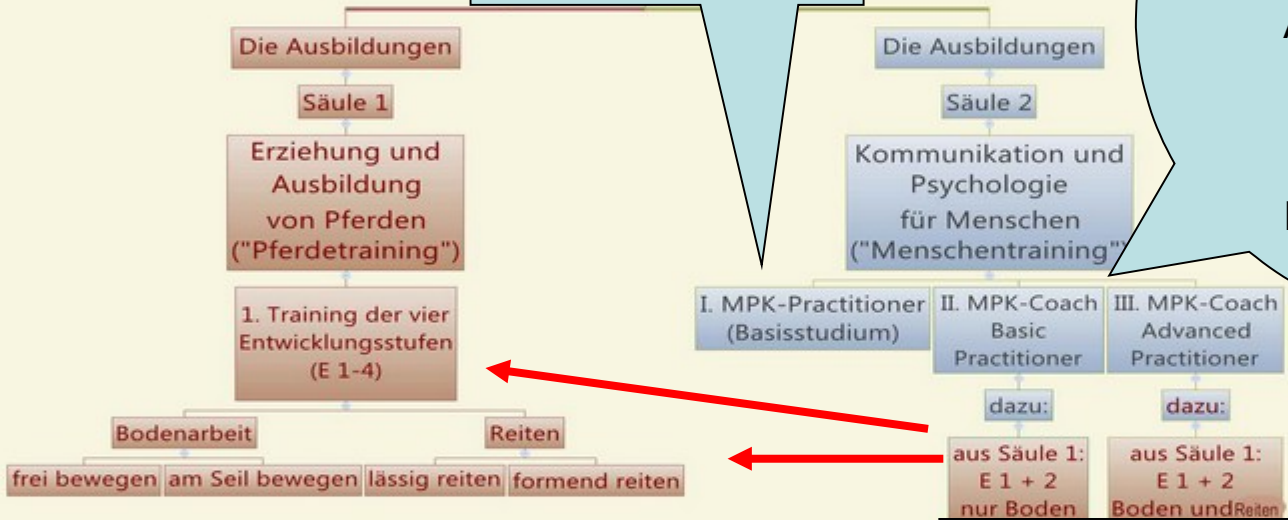 Die Ausbildungen
Säule 1
Erziehung und
Ausbildung
von Pferden
("Pferdetraining")
1. Training der vier
Entwicklungsstufen
(E 1-4)
Bodenarbeit
Reiten
frei bewegen
am Seil bewegen
lässig reiten
formend reiten
Die Ausbildungen
Säule 2
Kommunikation und
Psychologie
für Menschen
("Menschentraining")
I. MPK-Practitioner
(Basisstudium)
II. MPK-Coach
Basic
Practitioner
dazu:
aus Säule 1:
E 1 + 2
nur Boden
III. MPK-Coach
Advanced
Practitioner
dazu:
aus Säule 1:
E 1 + 2
Boden und Reiten